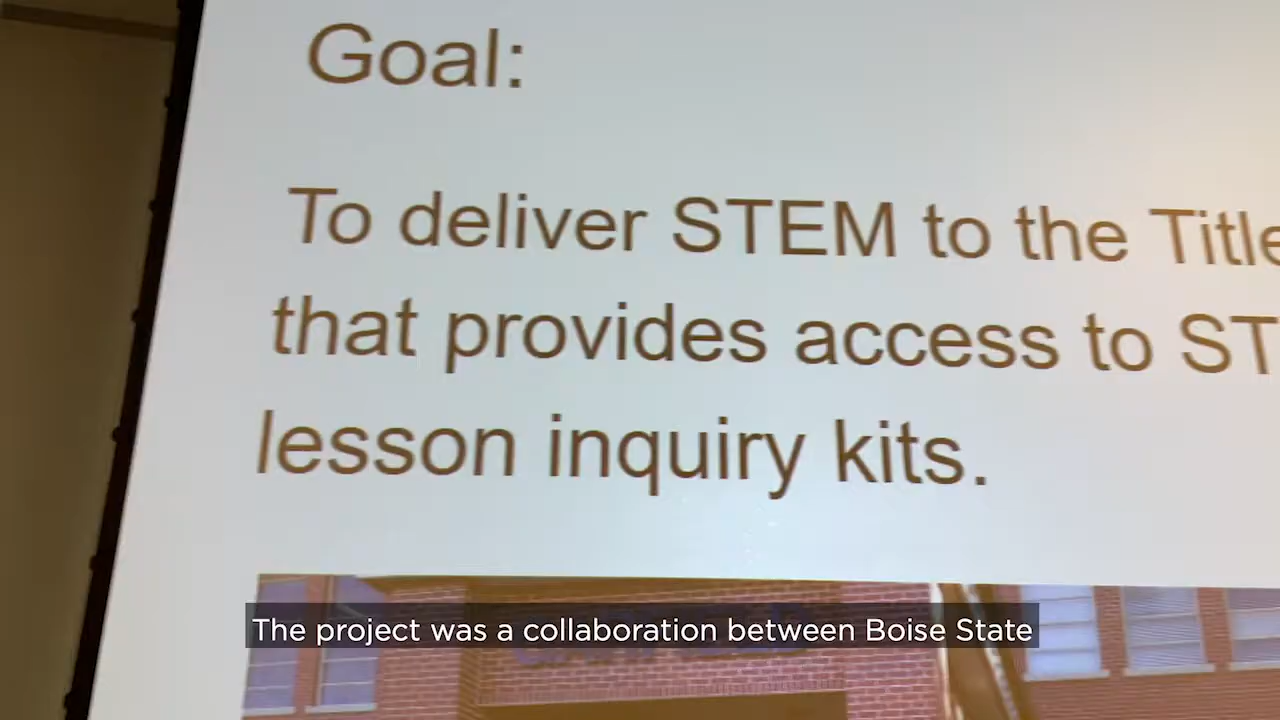 Goal:
To deliver STEM to the Title
that provides access to ST
lesson inquiry kits.
The project was a collaboration between Boise State